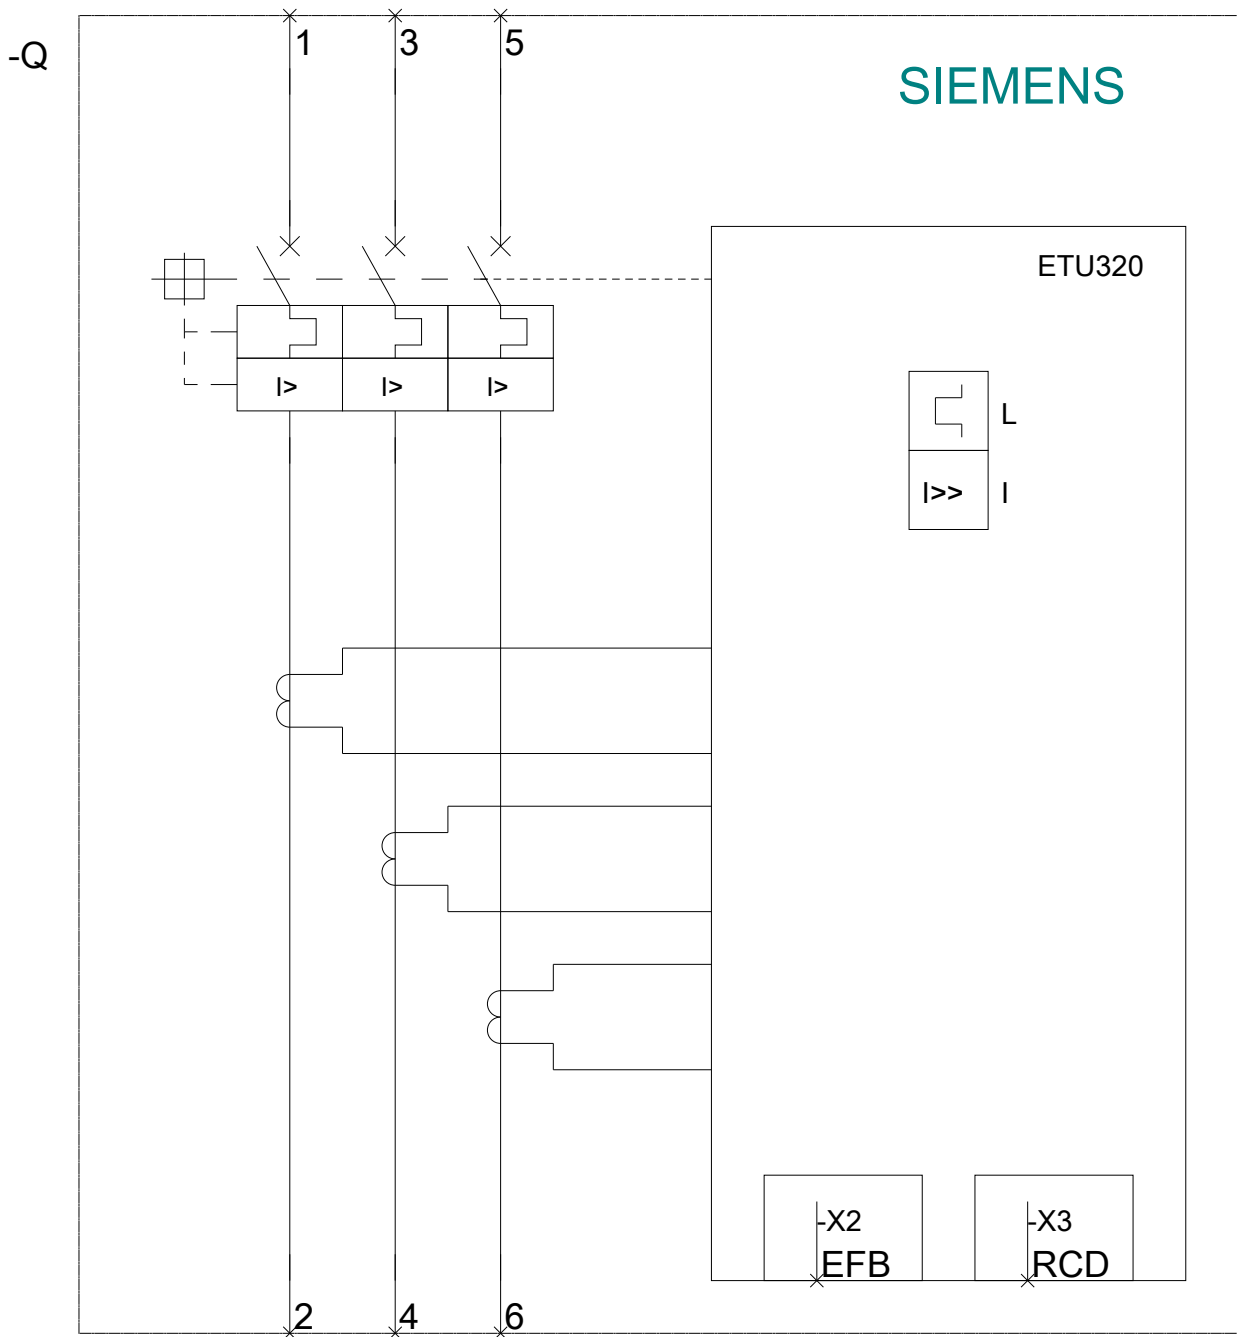 1 3 5
-Q
SIEMENS
ETU320
I> I> I>
L
I>> I
-X2 -X3
EFB RCD
2 4 6